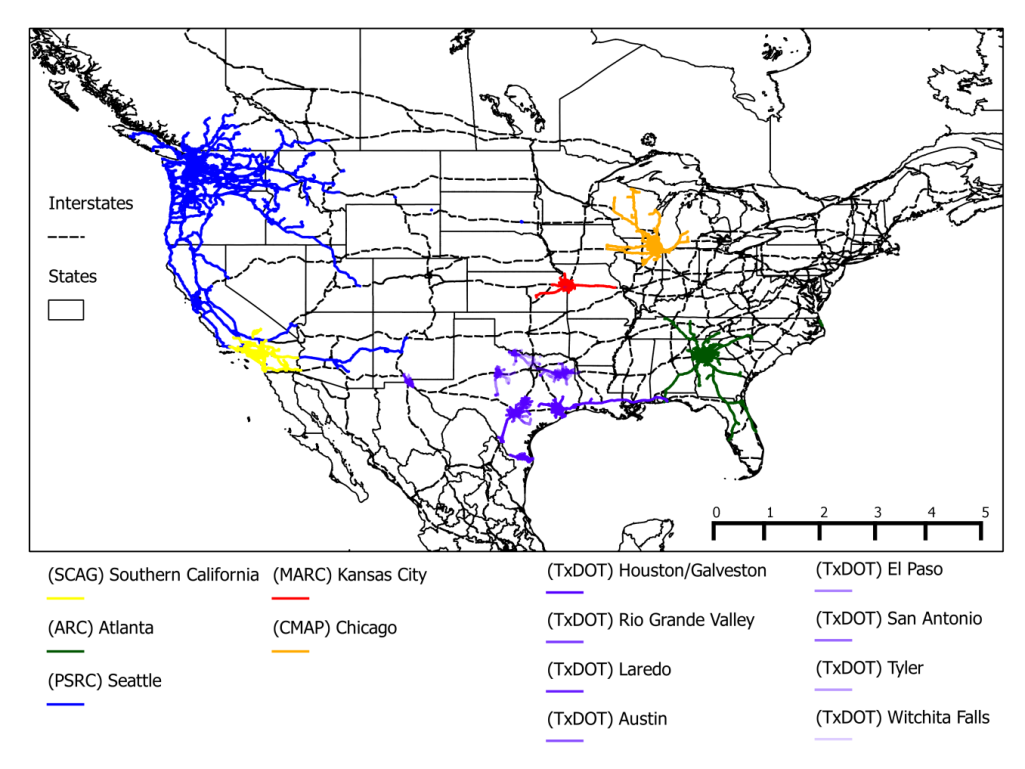 Interstates
States
0 1 2 3 4 5
(SCAG) Southern California
(MARC) Kansas City
(TxDOT) Houston/Galveston
(TxDOT) El Paso
(ARC) Atlanta
(CMAP) Chicago
(TxDOT) Rio Grande Valley
(TxDOT) San Antonio
(PSRC) Seattle
(TxDOT) Laredo
(TxDOT) Tyler
(TxDOT) Austin
(TxDOT) Witchita Falls